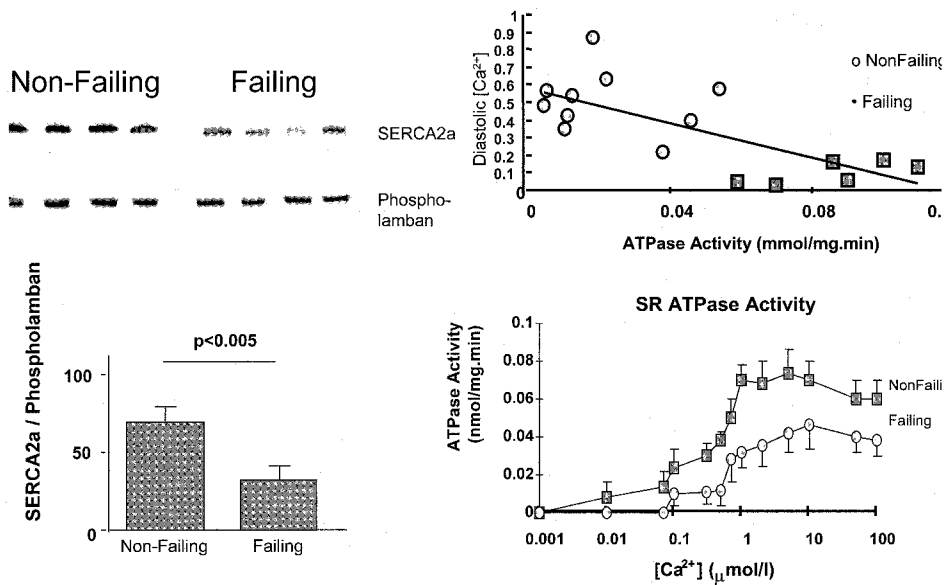 Non-Failing
Failing
SERCA2a
Phospho-
lamban
SERCA2a / Phospholamban
100
50
0
p<0.005
Non-Failing
Failing
Diastolic [Ca²⁺]
1
0.9
0.8
0.7
0.6
0.5
0.4
0.3
0.2
0.1
0
0.04
0.08
0.
NonFailing
Failing
ATPase Activity (mmol/mg.min)
SR ATPase Activity
ATPase Activity
(nmol/mg.min)
0.1
0.08
0.06
0.04
0.02
0
NonFaili
Failing
0.001
0.01
0.1
1
10
100
[Ca²⁺] (µmol/l)